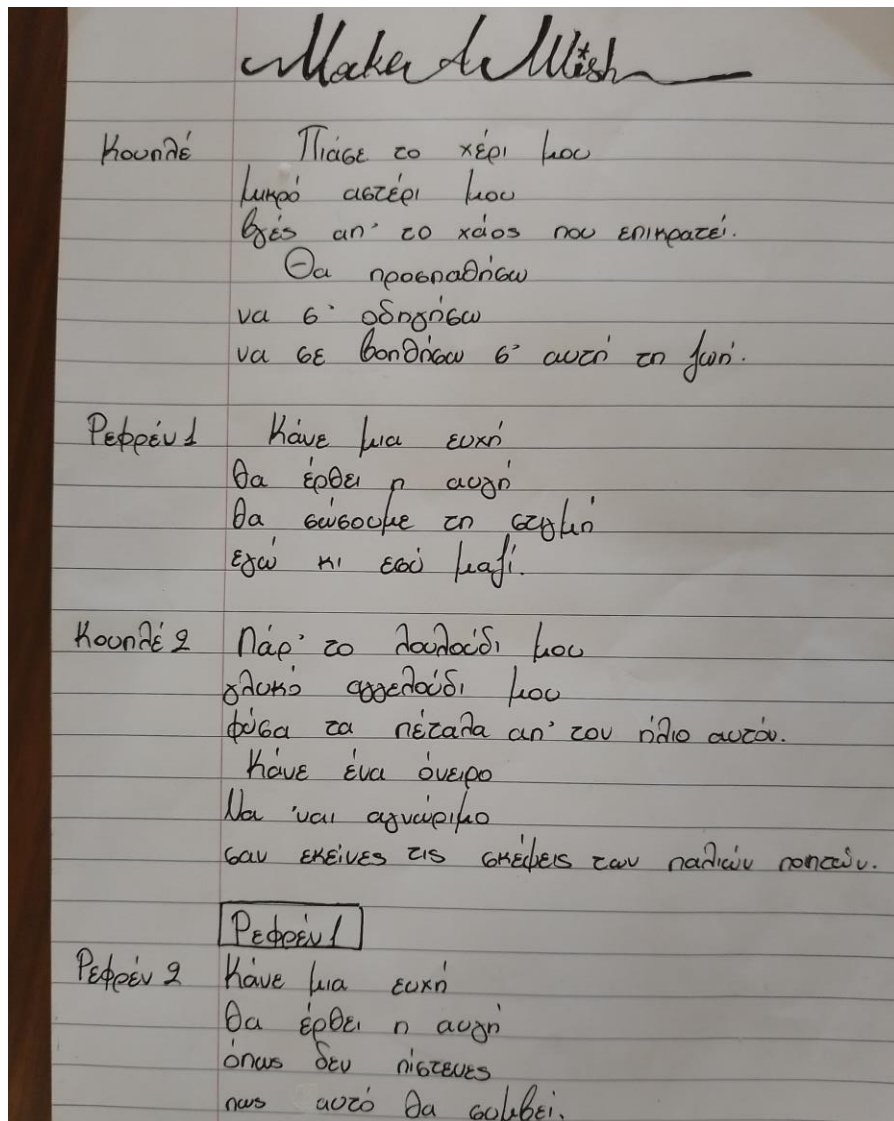 Make A Wish
Κουπλέ Πιάσε το χέρι μου
μικρό αστέρι μου
βγες απ' το χάος που επικρατεί.
Θα προσπαθήσω
να σ' οδηγήσω
να σε βοηθήσω σ' αυτή τη ζωή.
Ρεφρέν 1 Κάνε μια ευχή
θα έρθει η αυγή
θα σώσουμε τη στιγμή
εγώ κι εσύ μαζί.
Κουπλέ 2 Πάρ' το λουλούδι μου
γλυκό αγγελούδι μου
φύσα τα πέταλα απ' τον ήλιο αυτόν.
Κάνε ένα όνειρο
Να 'ναι αγνώριμο
σαν εκείνες τις σκέψεις των παλιών ποητών.
Ρεφρέν 1
Ρεφρέν 2 Κάνε μια ευχή
θα έρθει η αυγή
όπως δεν πίστευες
πως αυτό θα συμβεί.